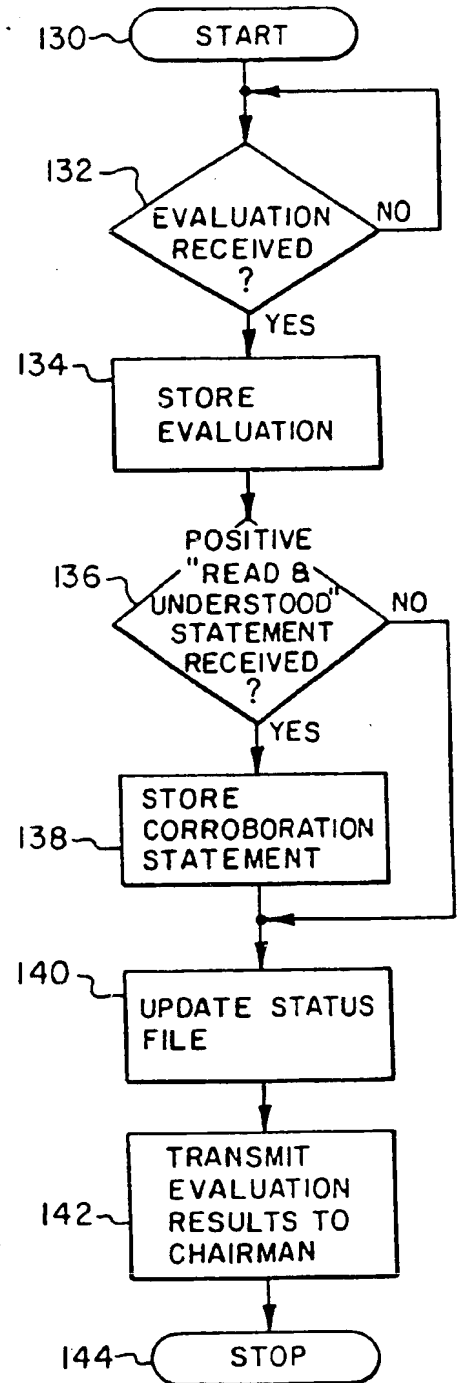 130
START
132
EVALUATION
RECEIVED
?
NO
YES
134
STORE
EVALUATION
136
POSITIVE
"READ &
UNDERSTOOD"
STATEMENT
RECEIVED
?
NO
YES
138
STORE
CORROBORATION
STATEMENT
140
UPDATE STATUS
FILE
142
TRANSMIT
EVALUATION
RESULTS TO
CHAIRMAN
144
STOP